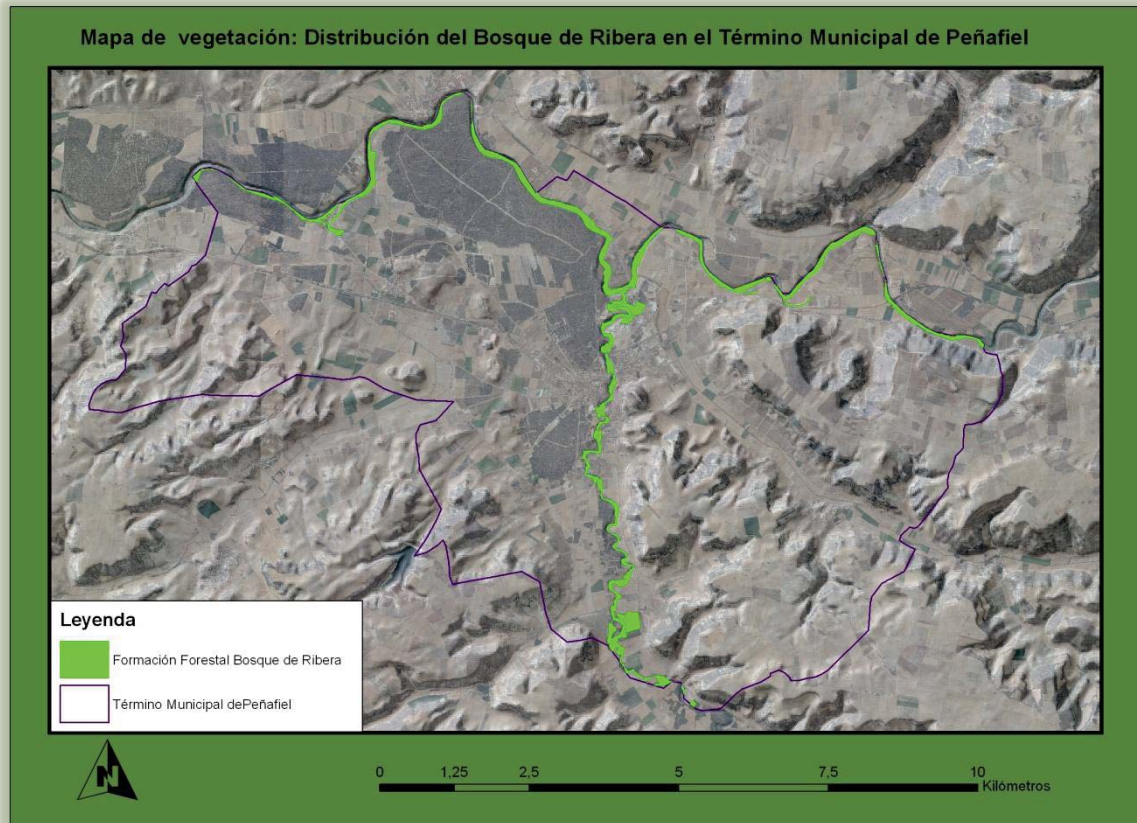 Mapa de  vegetación: Distribución del Bosque de Ribera en el Término Municipal de Peñafiel
Leyenda
Formación Forestal Bosque de Ribera
Término Municipal dePeñafiel
N
0 1,25 2,5 5 7,5 10
Kilómetros